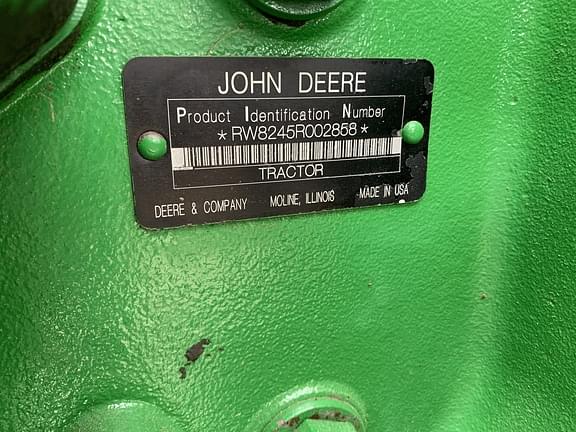 JOHN DEERE
Product Identification Number
*RW8245R002858*
TRACTOR
DEERE & COMPANY MOLINE, ILLINOIS MADE IN USA